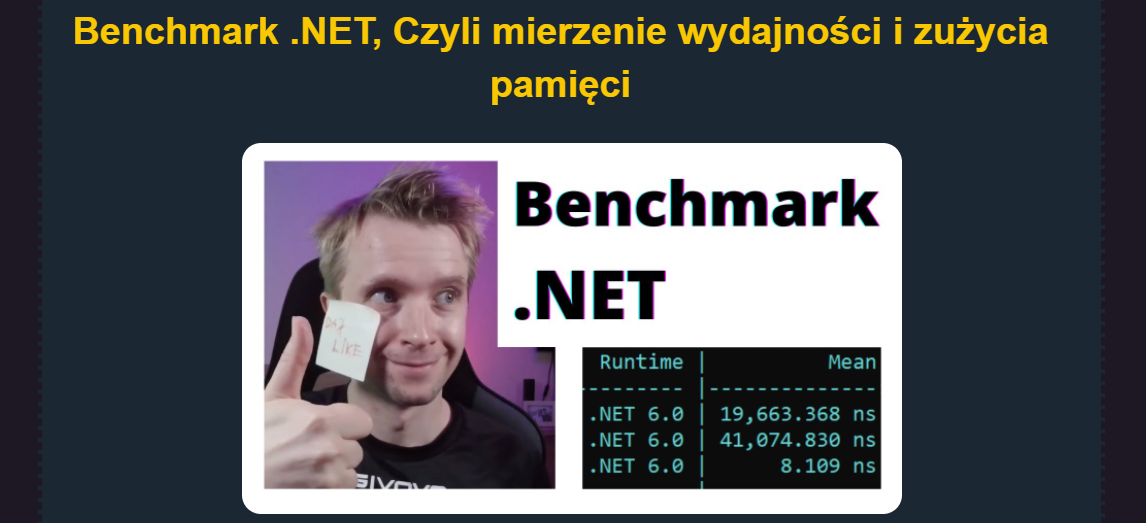 Benchmark .NET, Czyli mierzenie wydajności i zużycia
pamięci
Benchmark
.NET
DAJ
LIKE
Runtime | Mean
--------- |--------------
.NET 6.0 | 19,663.368 ns
.NET 6.0 | 41,074.830 ns
.NET 6.0 | 8.109 ns